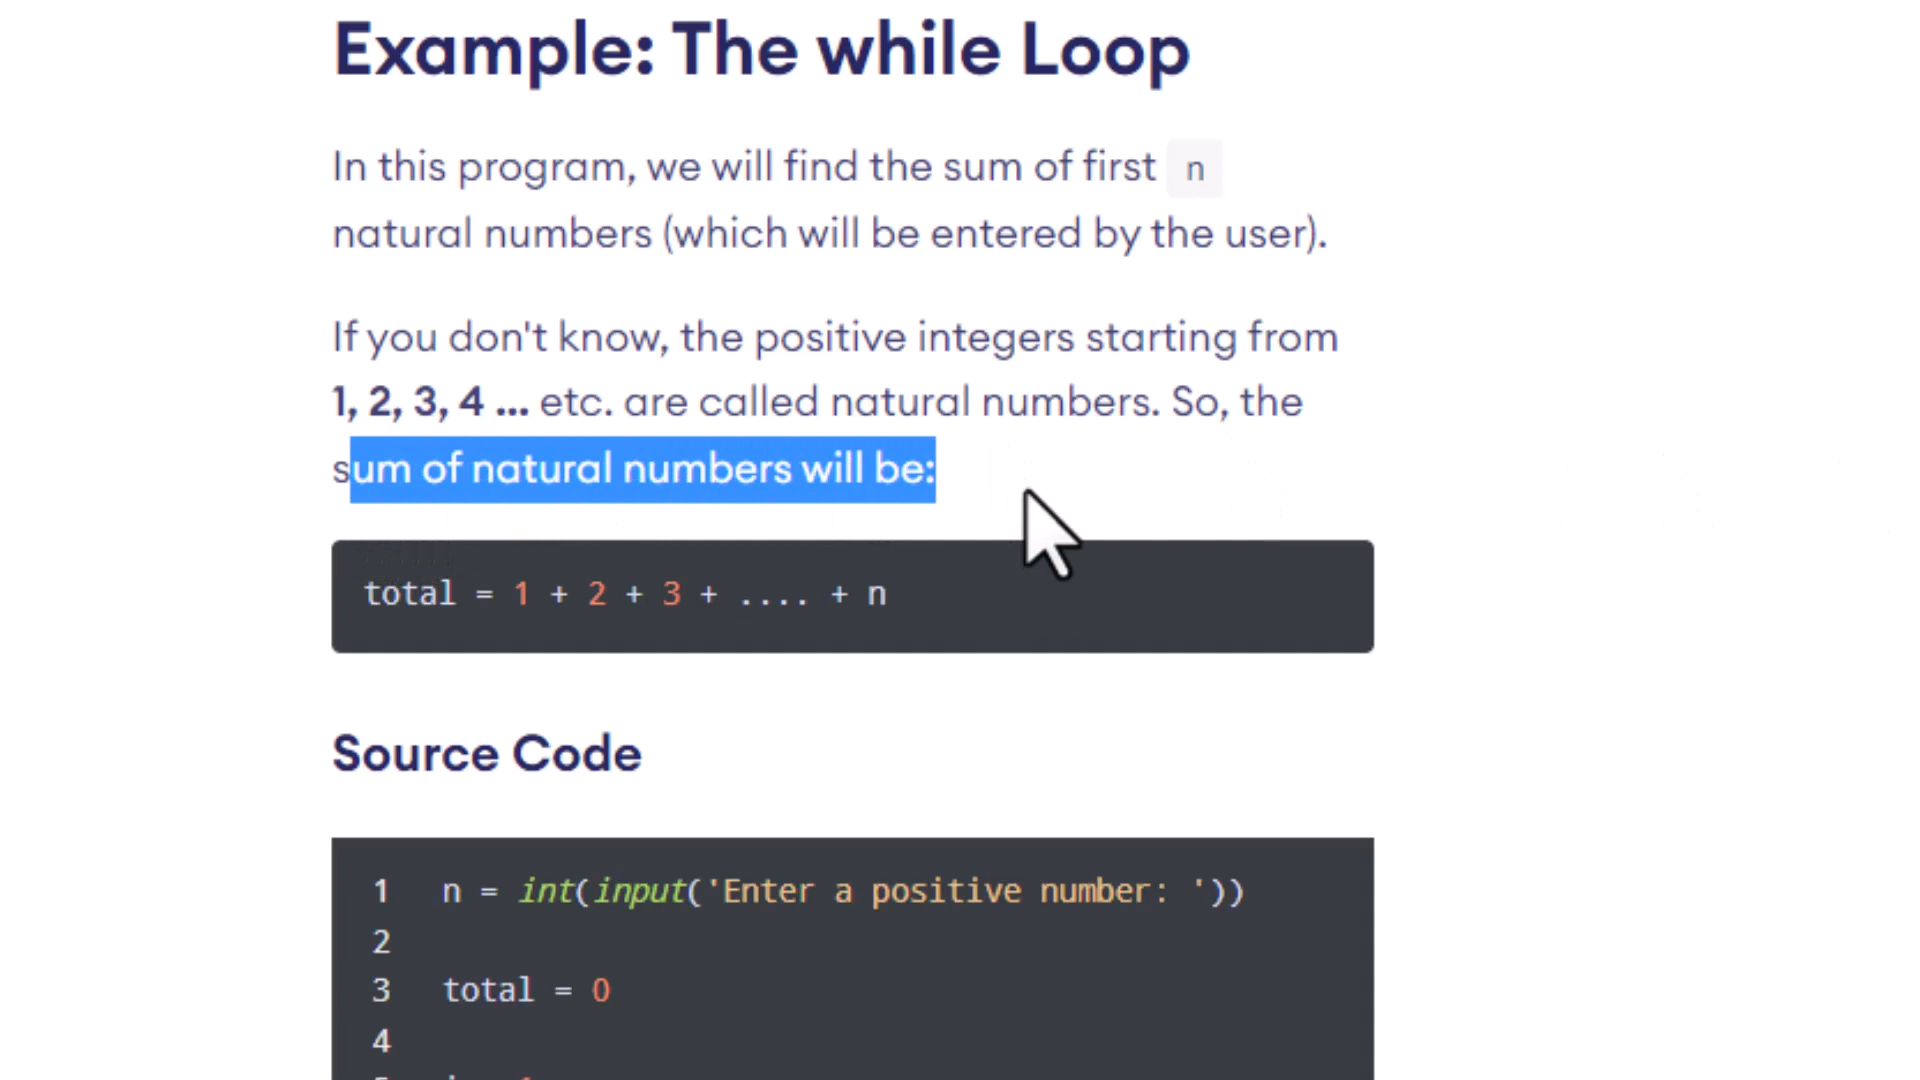 Example: The while Loop
In this program, we will find the sum of first n
natural numbers (which will be entered by the user).
If you don't know, the positive integers starting from
1, 2, 3, 4 ... etc. are called natural numbers. So, the
sum of natural numbers will be:
total = 1 + 2 + 3 + .... + n
Source Code
1 n = int(input('Enter a positive number: '))
2
3 total = 0
4